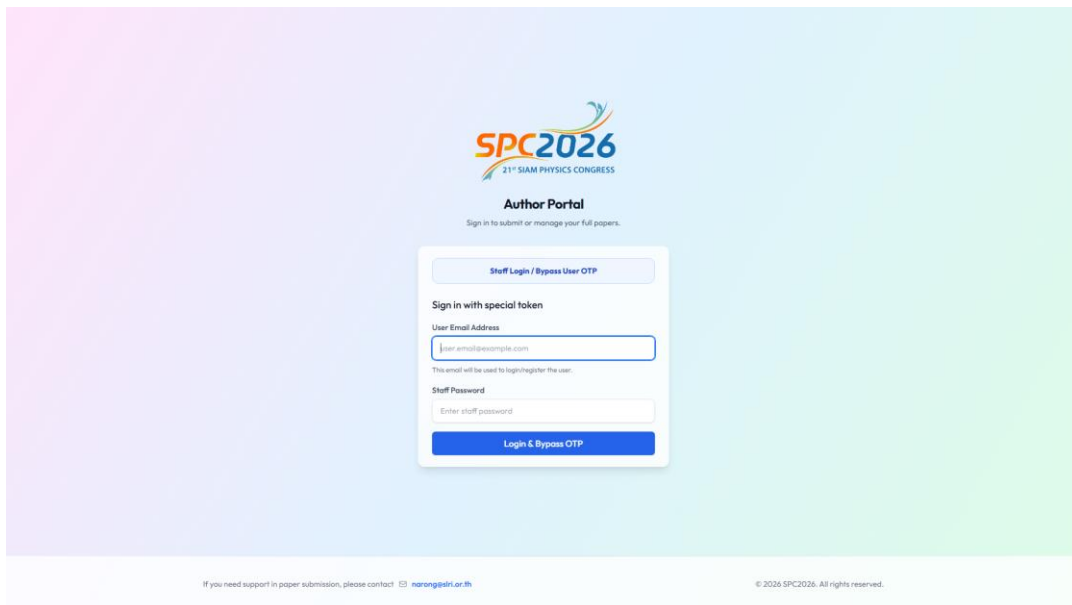 SPC2026
21st SIAM PHYSICS CONGRESS
Author Portal
Sign in to submit or manage your full papers.
Staff Login / Bypass User OTP
Sign in with special token
User Email Address
user.email@example.com
This email will be used to login/register the user.
Staff Password
Enter staff password
Login & Bypass OTP
If you need support in paper submission, please contact narong@slri.or.th
© 2026 SPC2026. All rights reserved.